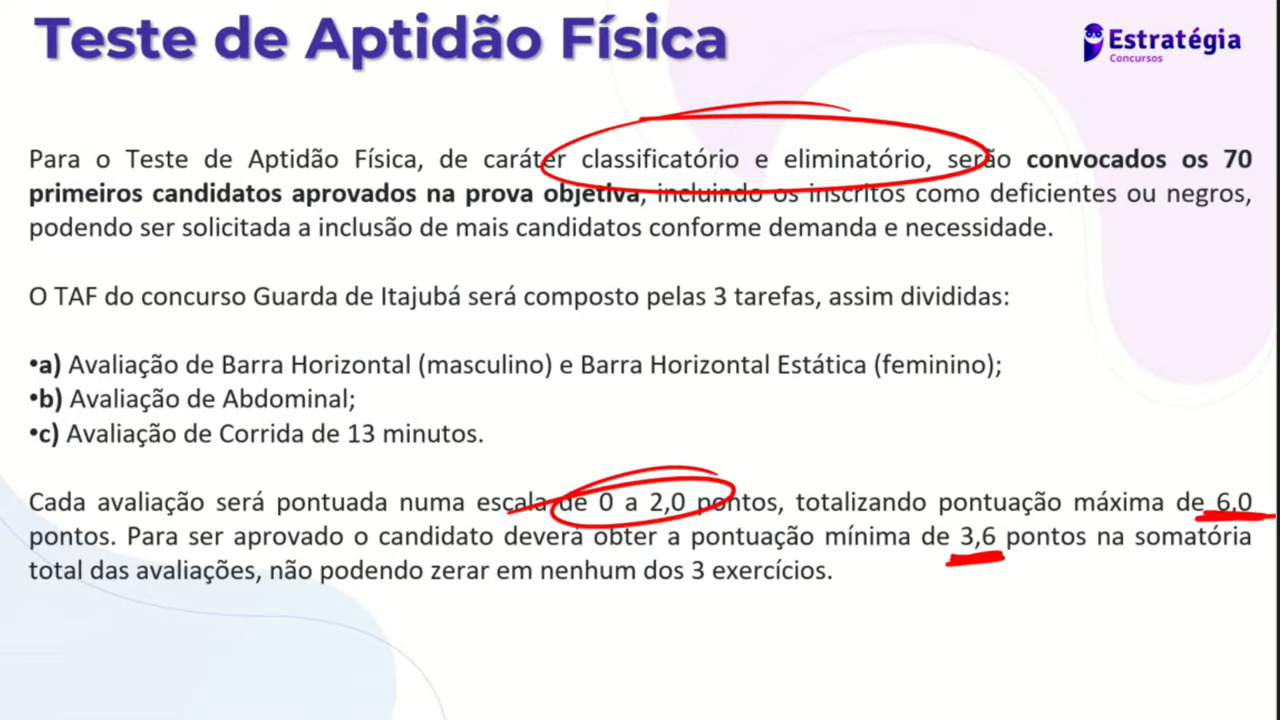 Teste de Aptidão Física
Estratégia
Concursos
Para o Teste de Aptidão Física, de caráter classificatório e eliminatório, serão convocados os 70
primeiros candidatos aprovados na prova objetiva, incluindo os inscritos como deficientes ou negros,
podendo ser solicitada a inclusão de mais candidatos conforme demanda e necessidade.
O TAF do concurso Guarda de Itajubá será composto pelas 3 tarefas, assim divididas:
•a) Avaliação de Barra Horizontal (masculino) e Barra Horizontal Estática (feminino);
•b) Avaliação de Abdominal;
•c) Avaliação de Corrida de 13 minutos.
Cada avaliação será pontuada numa escala de 0 a 2,0 pontos, totalizando pontuação máxima de 6,0
pontos. Para ser aprovado o candidato deverá obter a pontuação mínima de 3,6 pontos na somatória
total das avaliações, não podendo zerar em nenhum dos 3 exercícios.